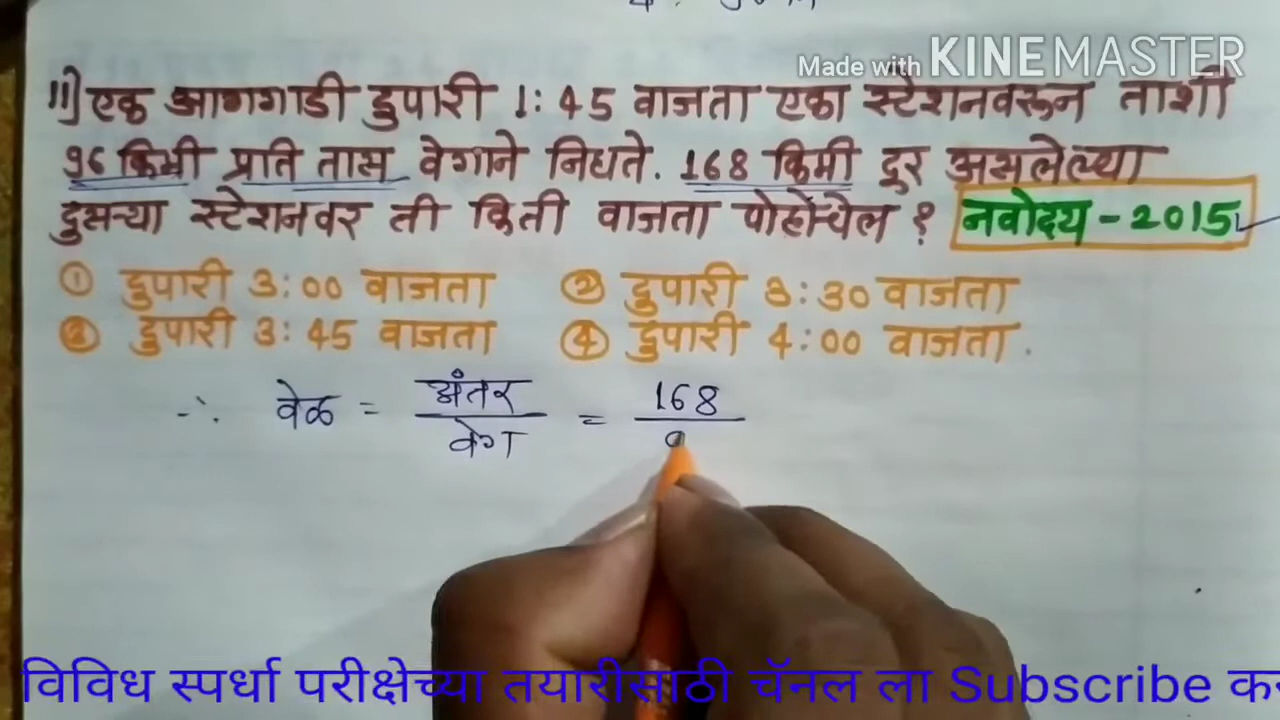 Made with KINEMASTER
11] एक आगगाडी दुपारी 1:45 वाजता एका स्टेशनवरून ताशी
96 किमी प्रति तास वेगाने निघते. 168 किमी दूर असलेल्या
दुसऱ्या स्टेशनवर ती किती वाजता पोहोचेल ? नवोदय - 2015
① दुपारी 3:00 वाजता ② दुपारी 3:30 वाजता
③ दुपारी 3:45 वाजता ④ दुपारी 4:00 वाजता.
∴ वेळ = अंतर / वेग = 168 /
विविध स्पर्धा परीक्षेच्या तयारीसाठी चॅनल ला Subscribe